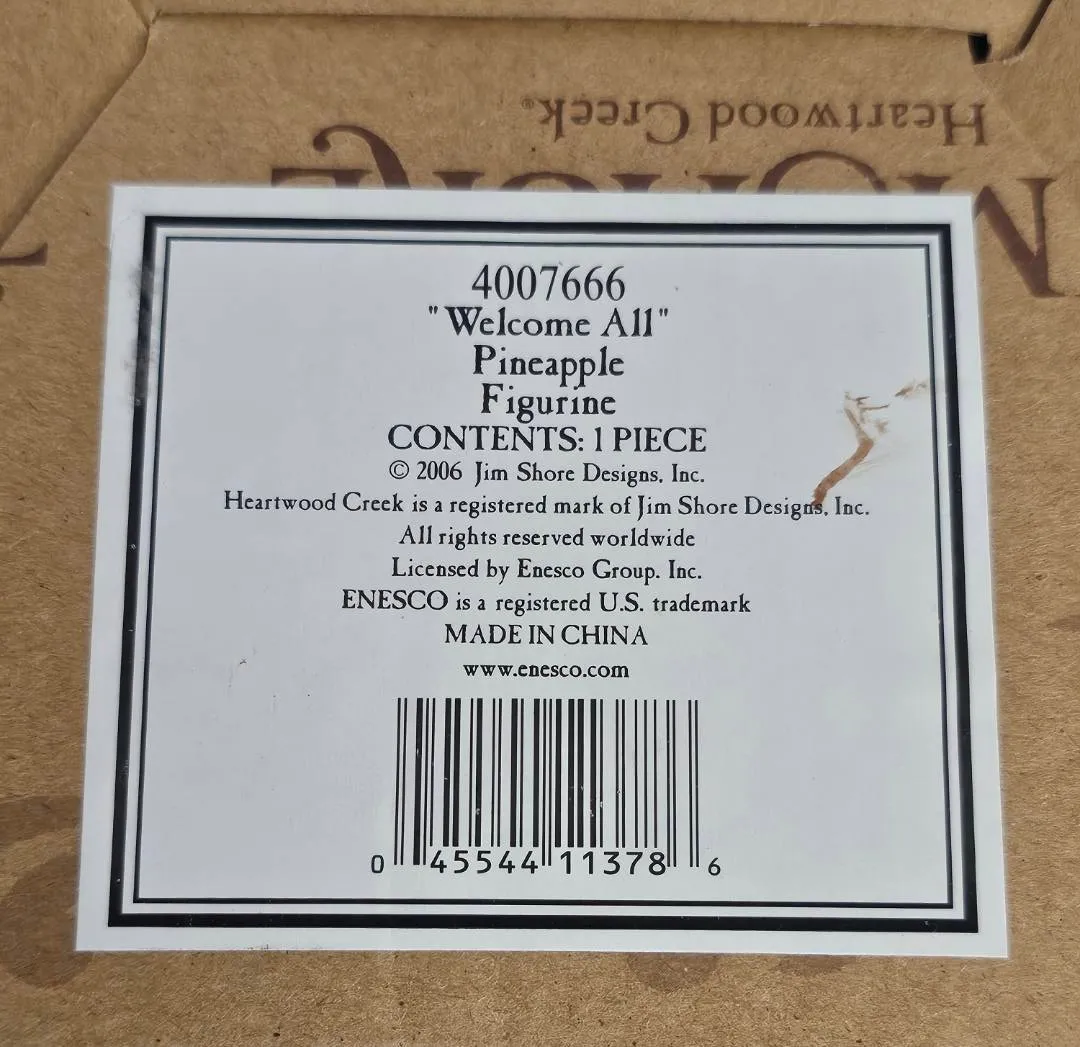 Heartwood Creek®
4007666
"Welcome All"
Pineapple
Figurine
CONTENTS: 1 PIECE
© 2006 Jim Shore Designs, Inc.
Heartwood Creek is a registered mark of Jim Shore Designs, Inc.
All rights reserved worldwide
Licensed by Enesco Group. Inc.
ENESCO is a registered U.S. trademark
MADE IN CHINA
www.enesco.com
0 45544 11378 6